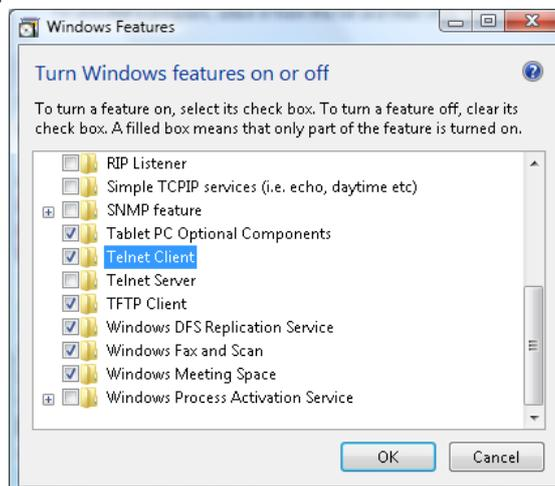 Windows Features
Turn Windows features on or off
To turn a feature on, select its check box. To turn a feature off, clear its
check box. A filled box means that only part of the feature is turned on.
RIP Listener
Simple TCPIP services (i.e. echo, daytime etc)
SNMP feature
Tablet PC Optional Components
Telnet Client
Telnet Server
TFTP Client
Windows DFS Replication Service
Windows Fax and Scan
Windows Meeting Space
Windows Process Activation Service
OK
Cancel